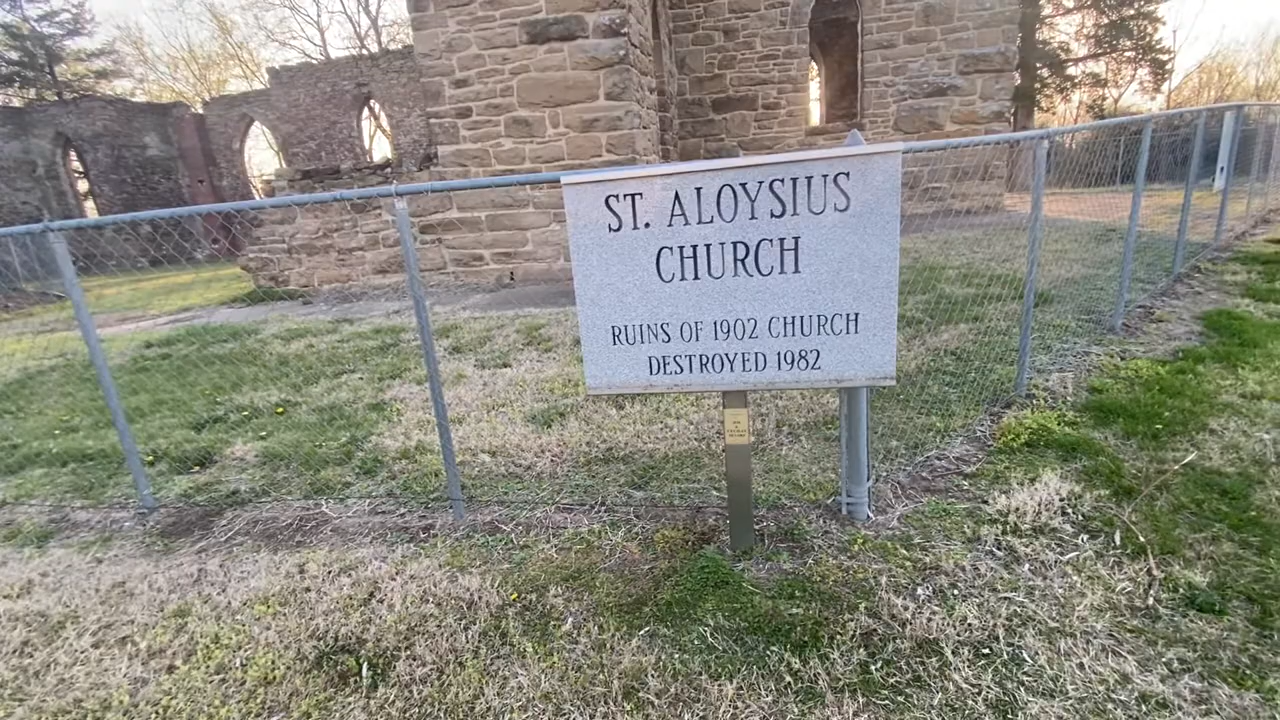 ST. ALOYSIUS
CHURCH
RUINS OF 1902 CHURCH
DESTROYED 1982